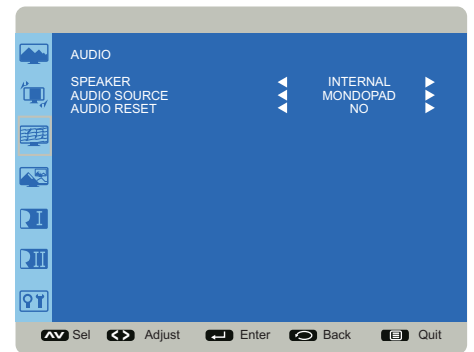 AUDIO
SPEAKER INTERNAL
AUDIO SOURCE MONDOPAD
AUDIO RESET NO
Sel Adjust Enter Back Quit